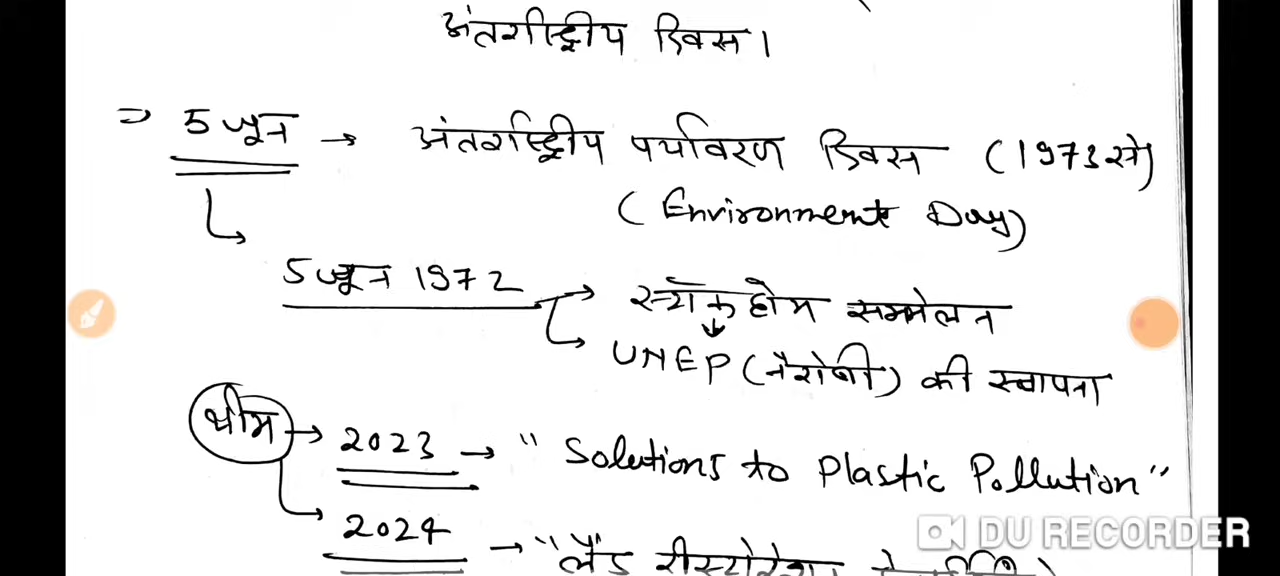 अंतर्राष्ट्रीय दिवस।
⇒ 5 जून → अंतर्राष्ट्रीय पर्यावरण दिवस (1973 से)
(Environment Day)
5 जून 1972 → स्टॉकहोम सम्मेलन
→ UNEP (नैरोबी) की स्थापना
थीम → 2023 → "Solutions to Plastic Pollution"
2024 → "लैंड रीस्टोरेशन
DU RECORDER